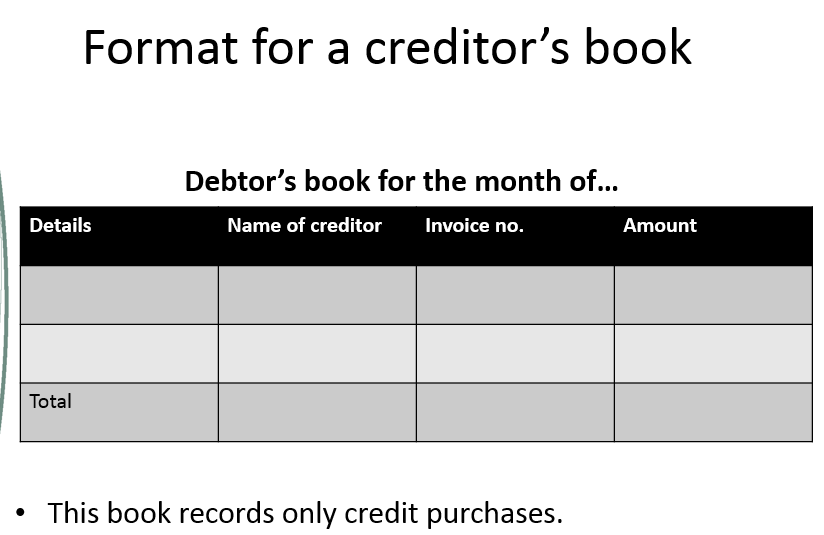 Format for a creditor’s book
Debtor’s book for the month of…
Details Name of creditor Invoice no. Amount
Total
• This book records only credit purchases.